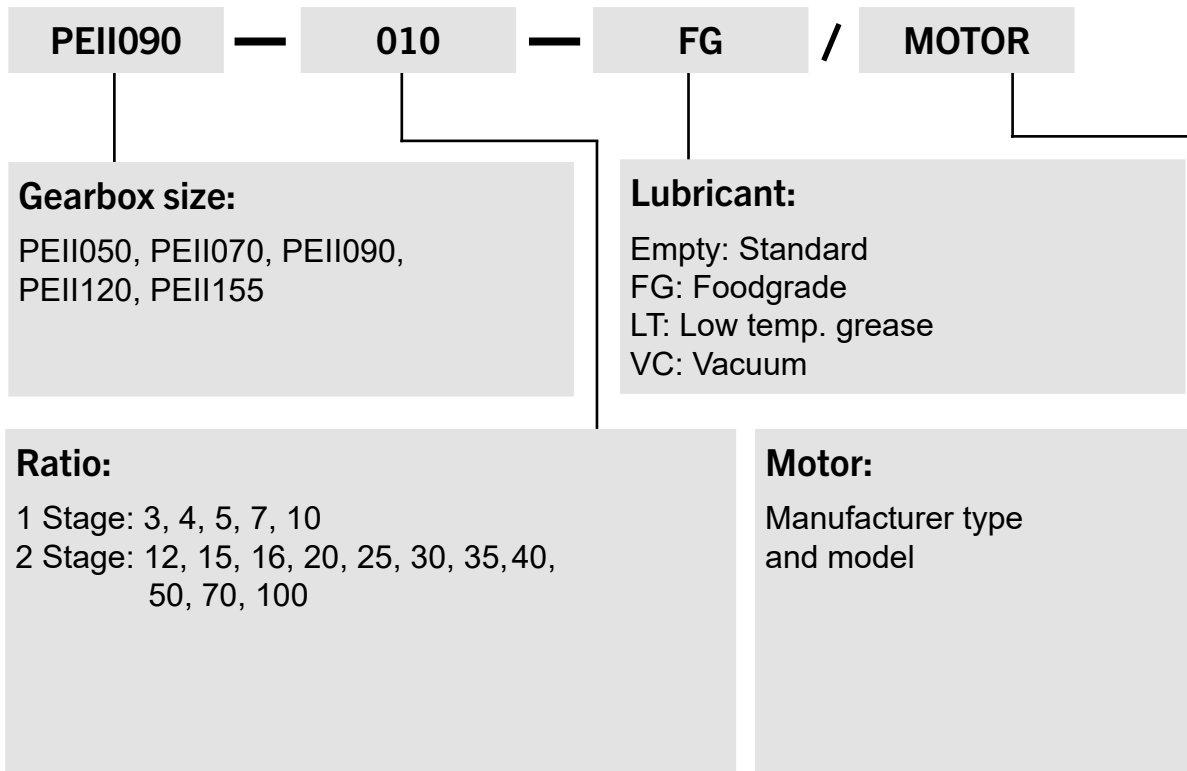 PEII090 — 010 — FG / MOTOR
Gearbox size:
PEII050, PEII070, PEII090,
PEII120, PEII155
Lubricant:
Empty: Standard
FG: Foodgrade
LT: Low temp. grease
VC: Vacuum
Ratio:
1 Stage: 3, 4, 5, 7, 10
2 Stage: 12, 15, 16, 20, 25, 30, 35, 40,
50, 70, 100
Motor:
Manufacturer type
and model